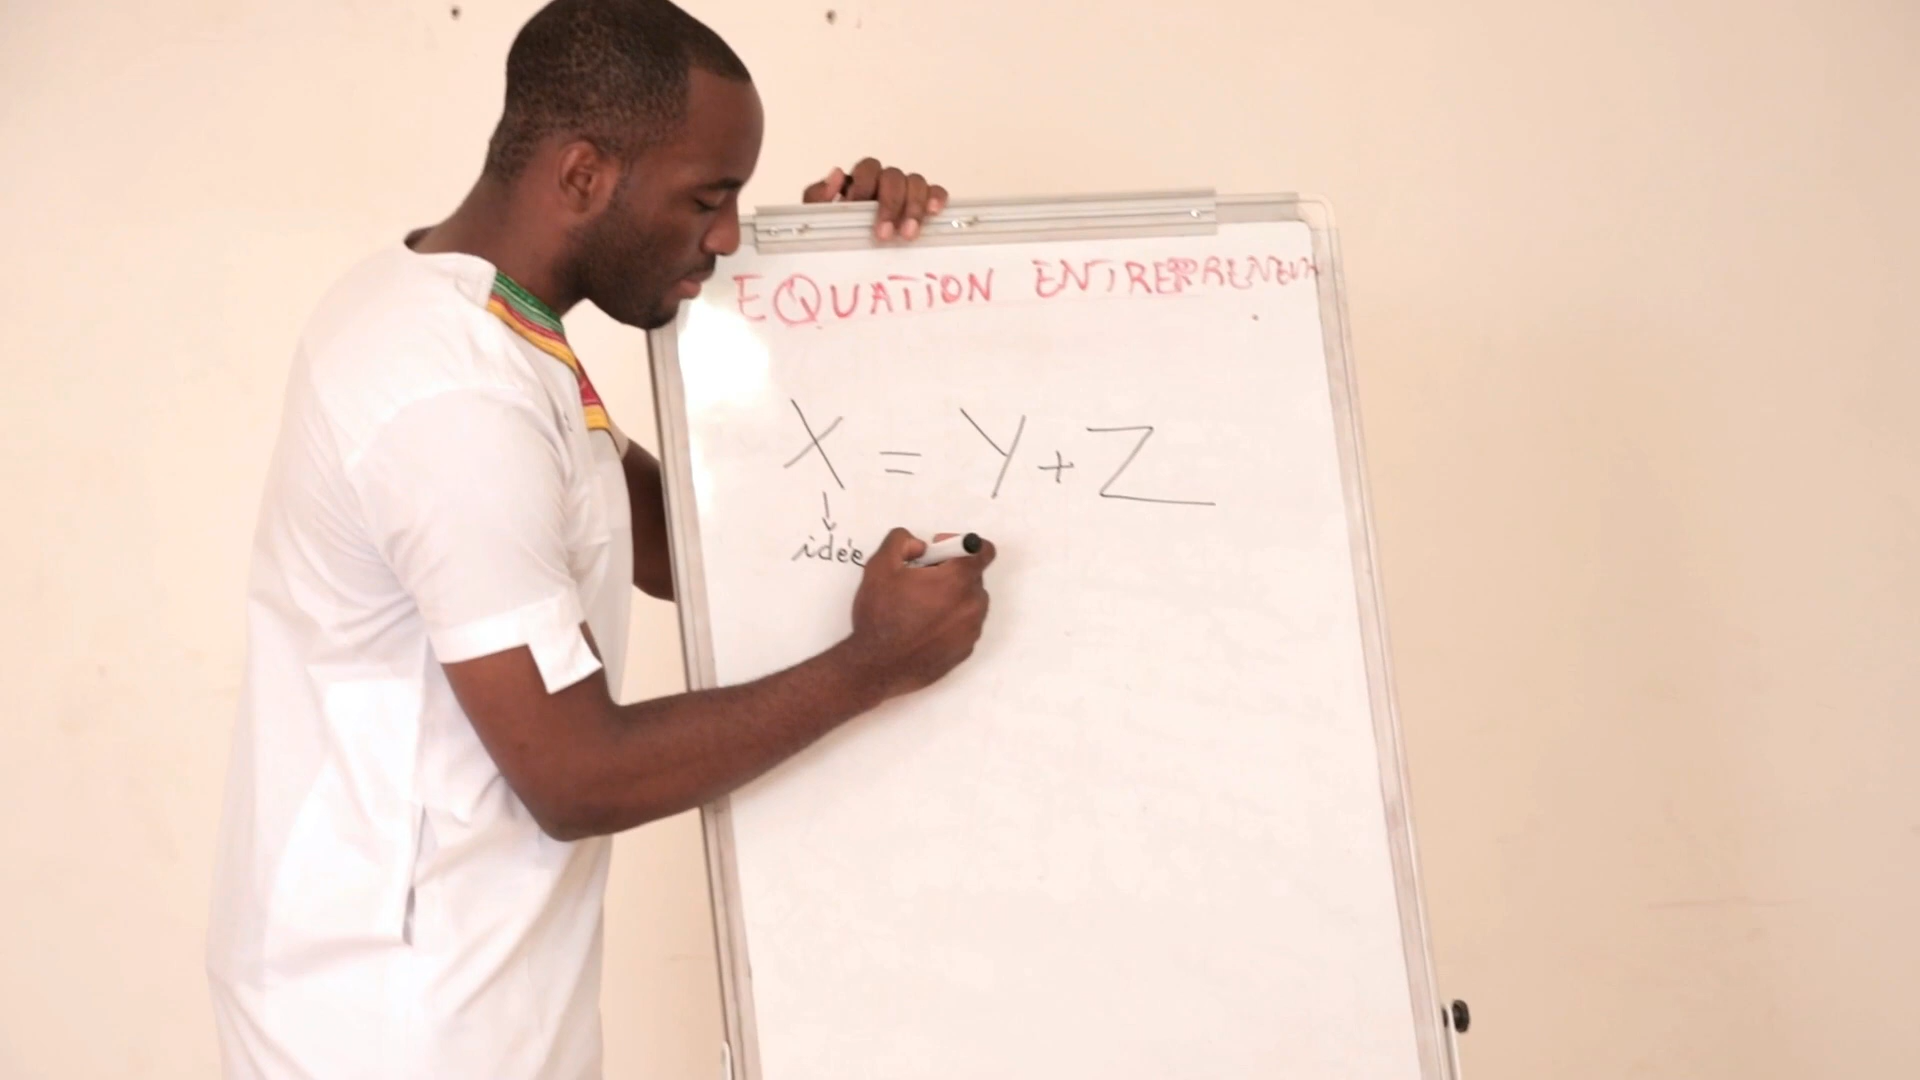 EQUATION ENTREPRENEUR
X = Y + Z
idée